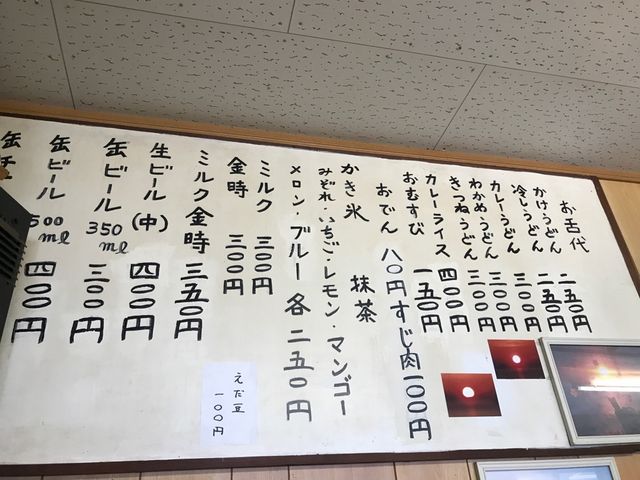 お舌代
かけうどん 二五〇円
冷しうどん 二五〇円
カレーうどん 三〇〇円
わかめうどん 三〇〇円
きつねうどん 三〇〇円
カレーライス 四〇〇円
おむすび 一五〇円
おでん 八〇円 すじ肉一〇〇円
かき氷 抹茶
みぞれ・いちご・レモン・マンゴー
メロン・ブルー 各二五〇円
ミルク 三〇〇円
金時 三〇〇円
ミルク金時 三五〇円
生ビール(中) 四〇〇円
缶ビール 350ml 三〇〇円
缶ビール 500ml 四〇〇円
缶チ
えだ豆
一〇〇円